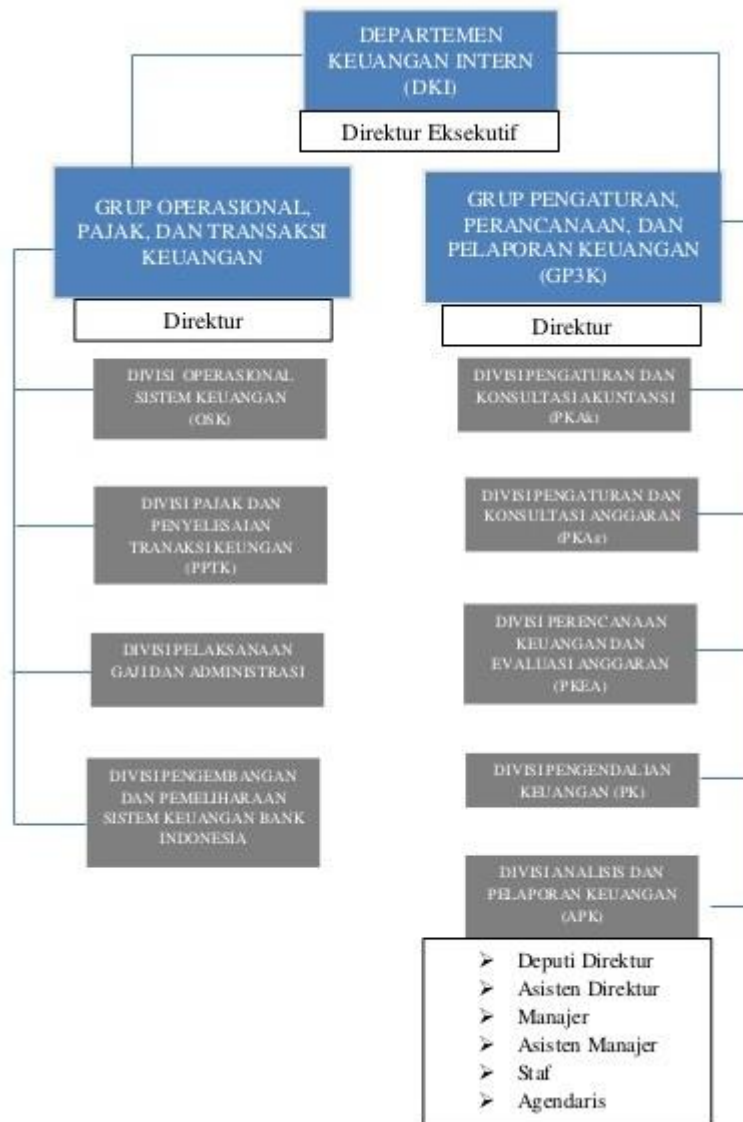 DEPARTEMEN
KEUANGAN INTERN
(DKI)
Direktur Eksekutif
GRUP OPERASIONAL,
PAJAK, DAN TRANSAKSI
KEUANGAN
Direktur
DIVISI OPERASIONAL
SISTEM KEUANGAN
(OSK)
DIVISI PAJAK DAN
PENYELESAIAN
TRANAKSI KEUNGAN
(PPTK)
DIVISI PELAKSANAAN
GAJI DAN ADMINISTRASI
DIVISI PENGEMBANGAN
DAN PEMELIHARAAN
SISTEM KEUANGAN BANK
INDONESIA
GRUP PENGATURAN,
PERANCANAAN, DAN
PELAPORAN KEUANGAN
(GP3K)
Direktur
DIVISI PENGATURAN DAN
KONSULTASI AKUNTANSI
(PKAk)
DIVISI PENGATURAN DAN
KONSULTASI ANGGARAN
DIVISI PERENCANAAN
KEUANGAN DAN
EVALUASI ANGGARAN
(PKEA)
DIVISI PENGENDALIAN
KEUANGAN (PK)
DIVISI ANALISIS DAN
PELAPORAN KEUANGAN
(APK)
➢ Deputi Direktur
➢ Asisten Direktur
➢ Manajer
➢ Asisten Manajer
➢ Staf
➢ Agendaris